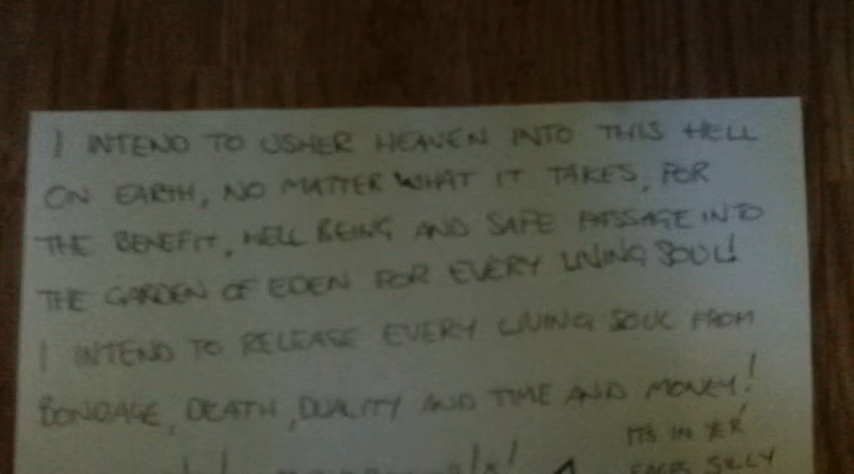 I INTEND TO USHER HEAVEN INTO THIS HELL
ON EARTH, NO MATTER WHAT IT TAKES, FOR
THE BENEFIT, WELL BEING AND SAFE PASSAGE INTO
THE GARDEN OF EDEN FOR EVERY LIVING SOUL!
I INTEND TO RELEASE EVERY LIVING SOUL FROM
BONDAGE, DEATH, DUALITY AND TIME AND MONEY!
ITS IN YER
SILLY